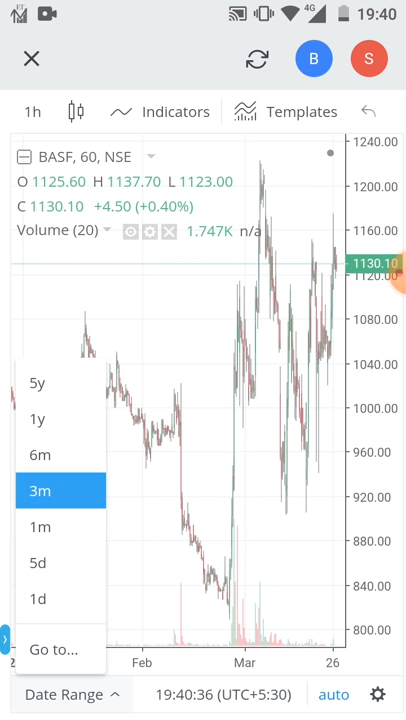 ET
4G
19:40
B
S
1h
Indicators
Templates
BASF, 60, NSE
O 1125.60 H 1137.70 L 1123.00
C 1130.10 +4.50 (+0.40%)
Volume (20) 1.747K n/a
1240.00
1200.00
1160.00
1130.10
1120.00
1080.00
1040.00
1000.00
960.00
920.00
880.00
840.00
800.00
5y
1y
6m
3m
1m
5d
1d
Go to...
2
Feb
Mar
26
Date Range
19:40:36 (UTC+5:30)
auto